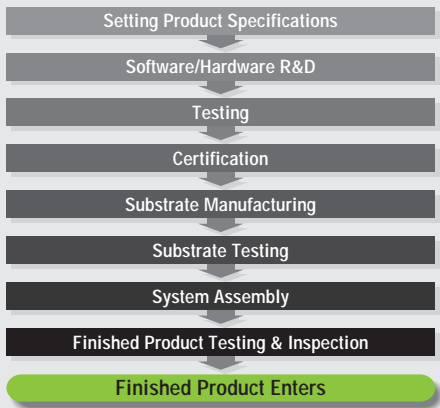 Setting Product Specifications
Software/Hardware R&D
Testing
Certification
Substrate Manufacturing
Substrate Testing
System Assembly
Finished Product Testing & Inspection
Finished Product Enters